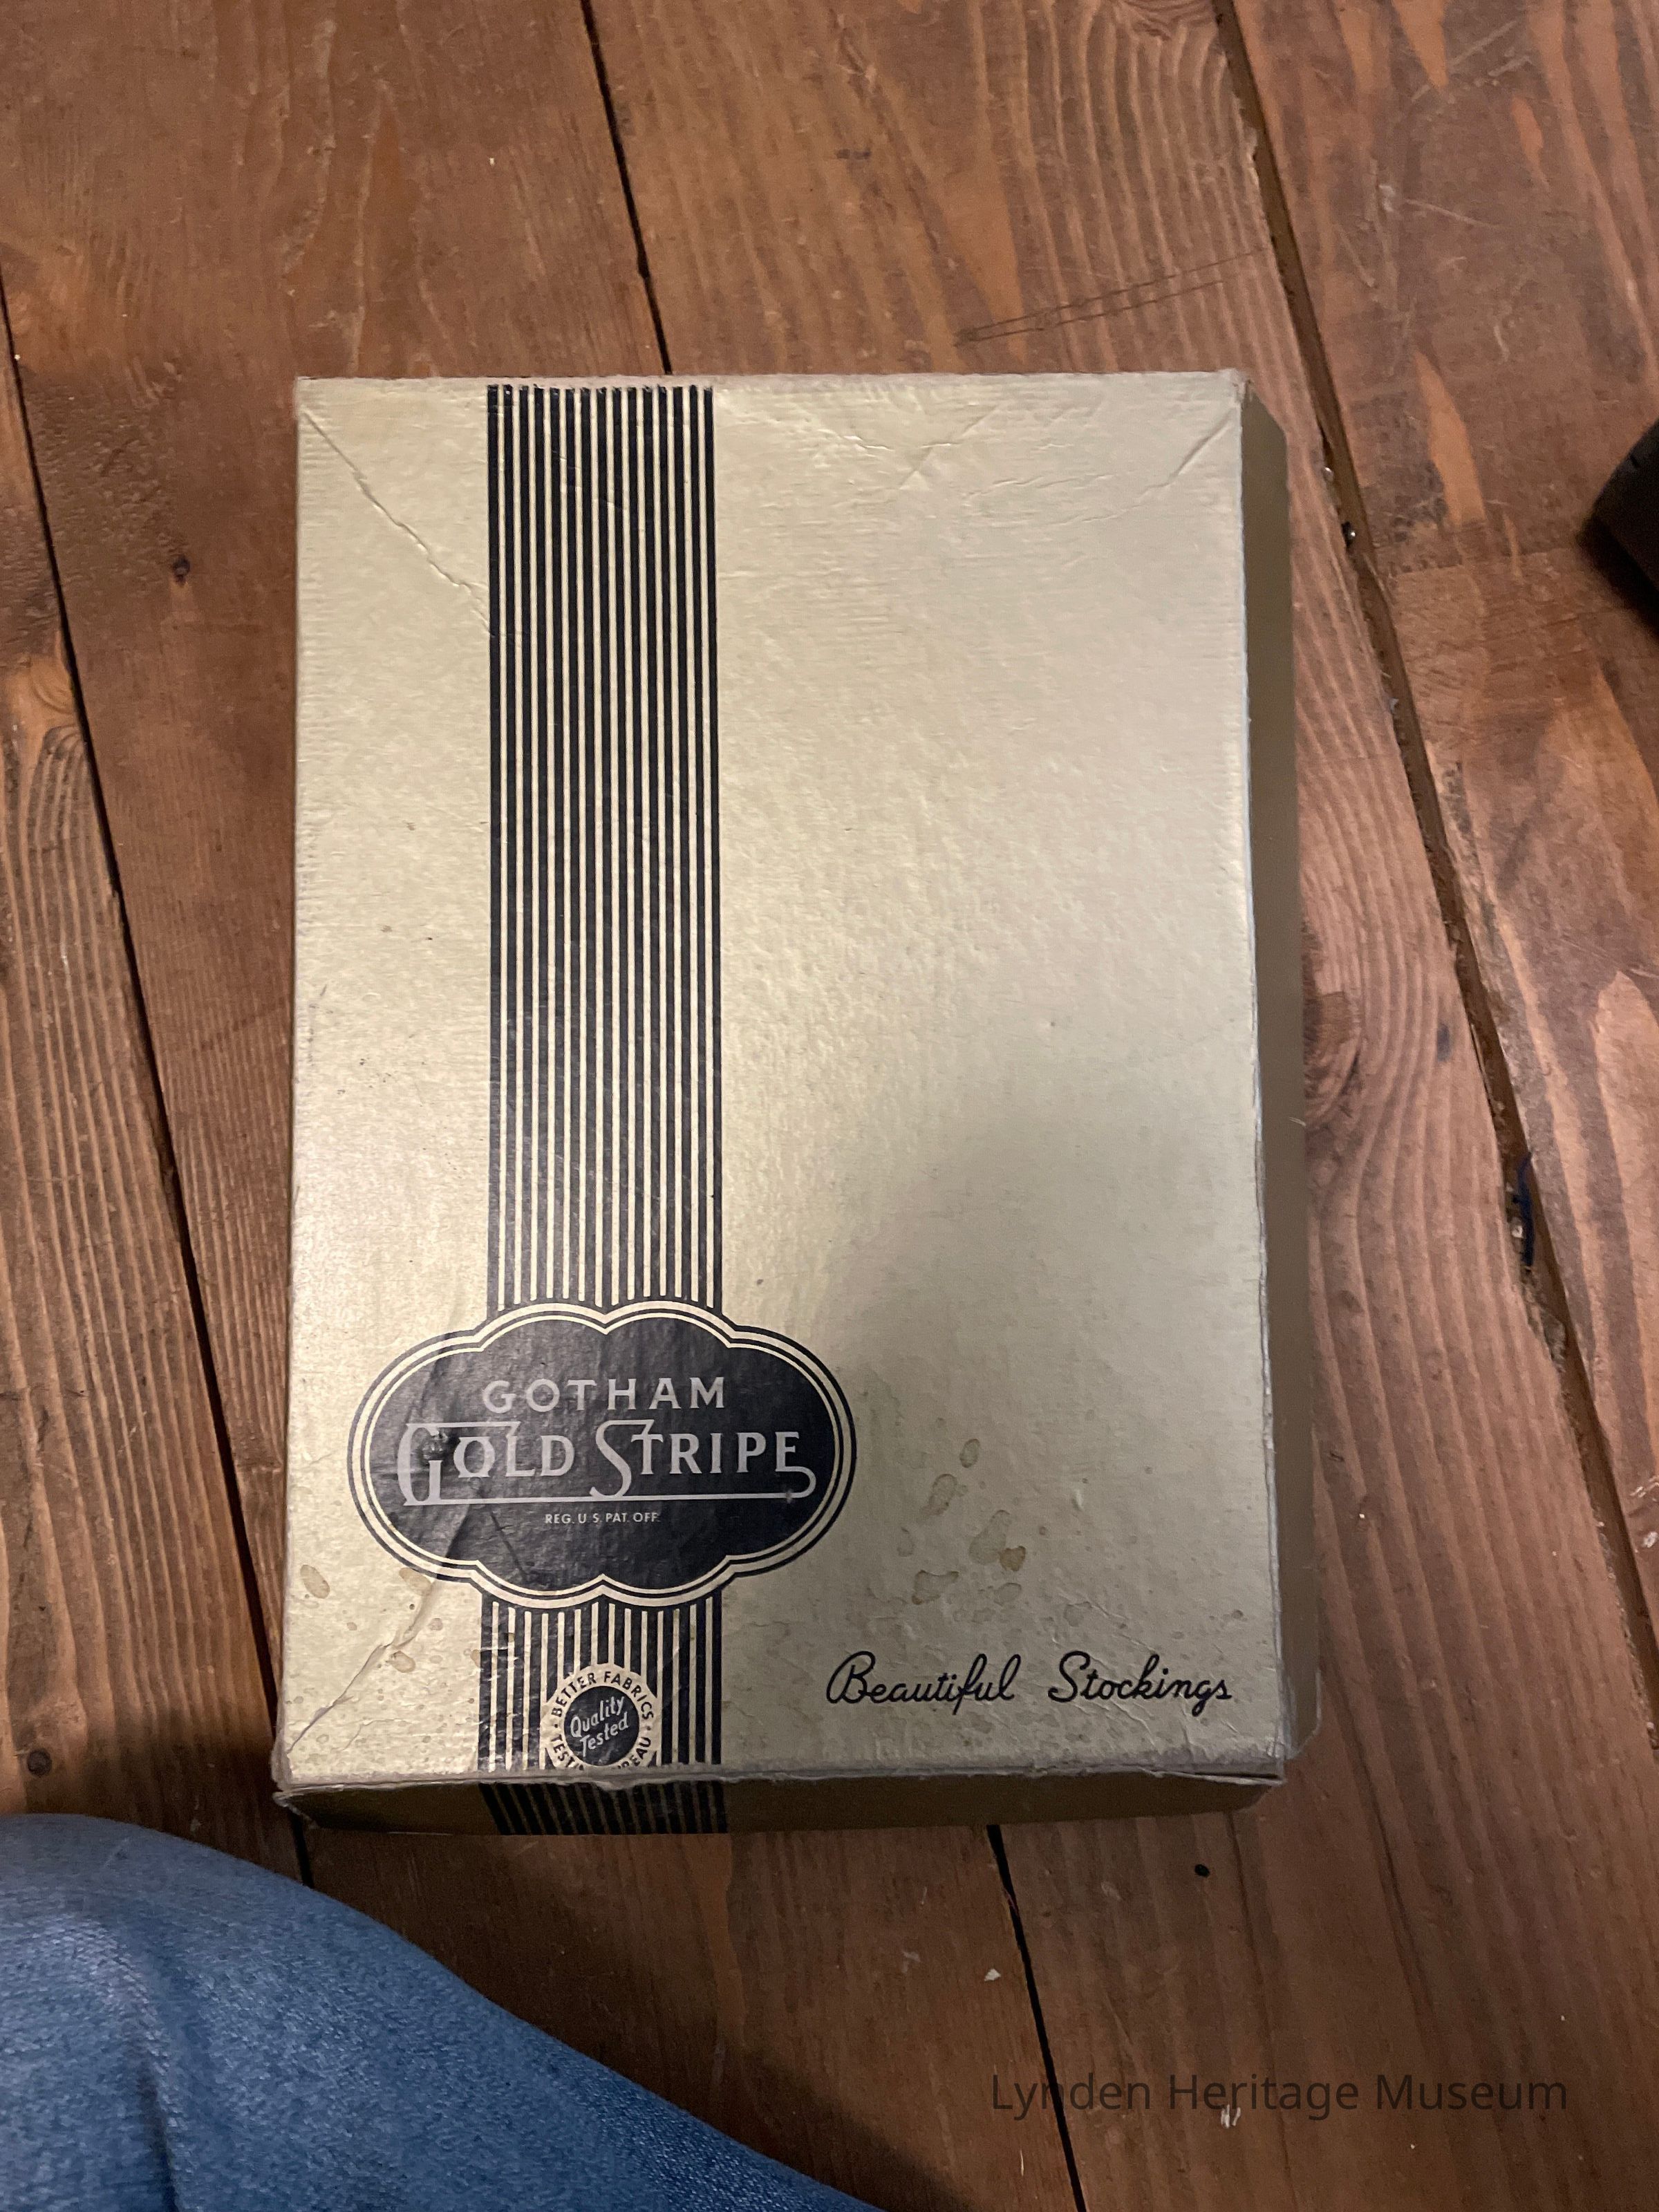 GOTHAM
GOLD STRIPE
REG. U.S. PAT. OFF.
Beautiful Stockings
BETTER FABRICS
Quality
Tested
Lynden Heritage Museum